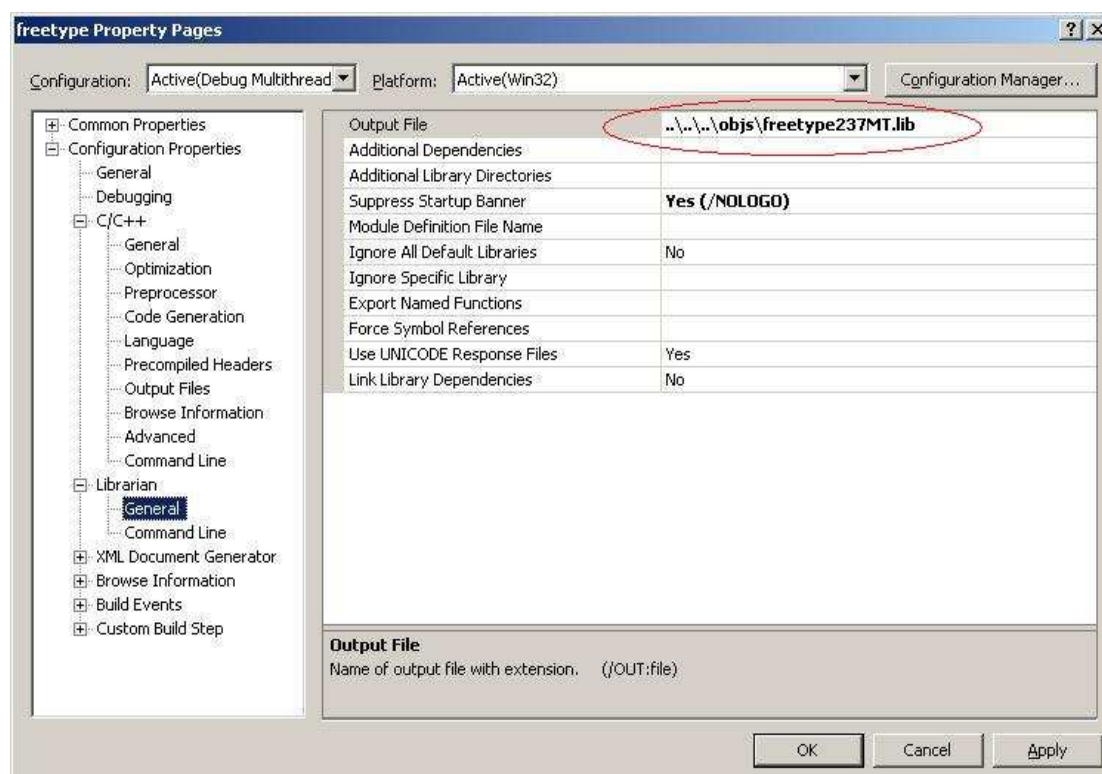 freetype Property Pages
Configuration: Active(Debug Multithread Platform: Active(Win32) Configuration Manager...
Common Properties
Configuration Properties
General
Debugging
C/C++
General
Optimization
Preprocessor
Code Generation
Language
Precompiled Headers
Output Files
Browse Information
Advanced
Command Line
Librarian
General
Command Line
XML Document Generator
Browse Information
Build Events
Custom Build Step
Output File ..\..\..\objs\freetype237MT.lib
Additional Dependencies
Additional Library Directories
Suppress Startup Banner Yes (/NOLOGO)
Module Definition File Name
Ignore All Default Libraries No
Ignore Specific Library
Export Named Functions
Force Symbol References
Use UNICODE Response Files Yes
Link Library Dependencies No
Output File
Name of output file with extension. (/OUT:file)
OK Cancel Apply